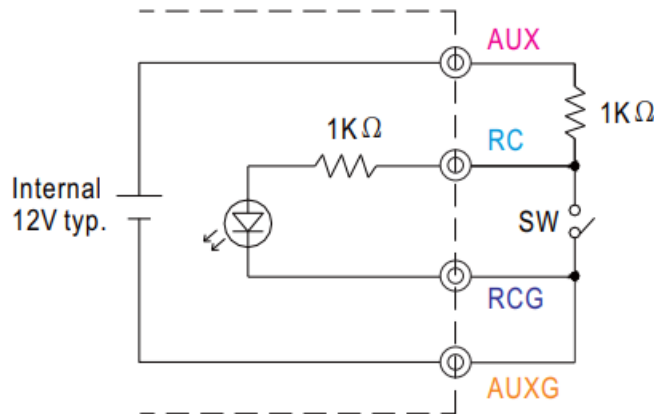 AUX
1KΩ
1KΩ
RC
Internal
12V typ.
SW
RCG
AUXG